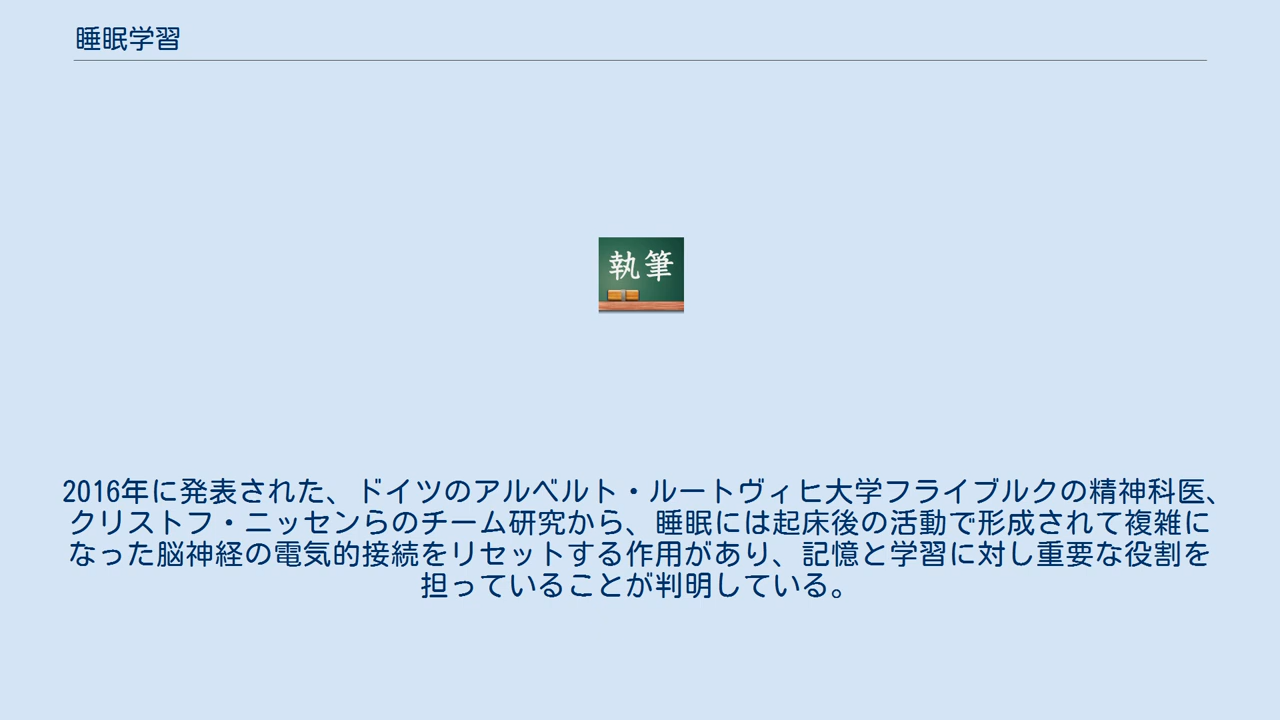 睡眠学習
執筆
2016年に発表された、ドイツのアルベルト・ルートヴィヒ大学フライブルクの精神科医、
クリストフ・ニッセンらのチーム研究から、睡眠には起床後の活動で形成されて複雑に
なった脳神経の電気的接続をリセットする作用があり、記憶と学習に対し重要な役割を
担っていることが判明している。